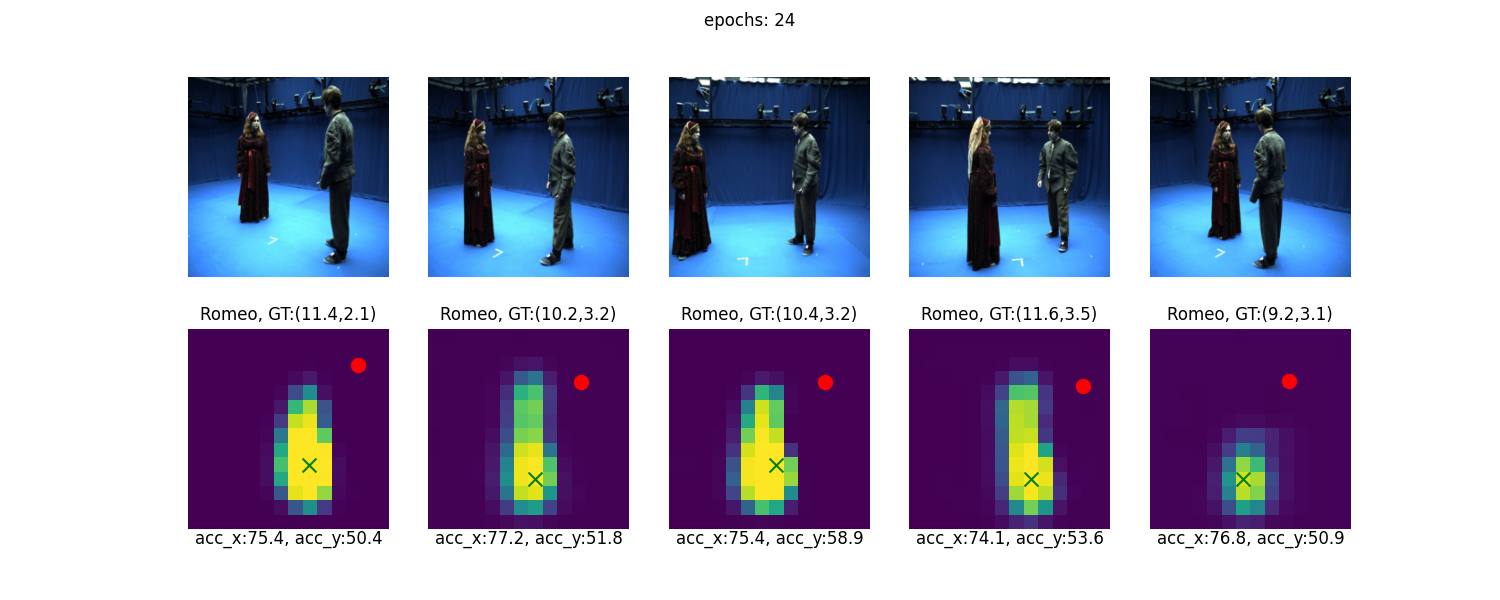 epochs: 24
Romeo, GT:(11.4,2.1)
Romeo, GT:(10.2,3.2)
Romeo, GT:(10.4,3.2)
Romeo, GT:(11.6,3.5)
Romeo, GT:(9.2,3.1)
acc_x:75.4, acc_y:50.4
acc_x:77.2, acc_y:51.8
acc_x:75.4, acc_y:58.9
acc_x:74.1, acc_y:53.6
acc_x:76.8, acc_y:50.9